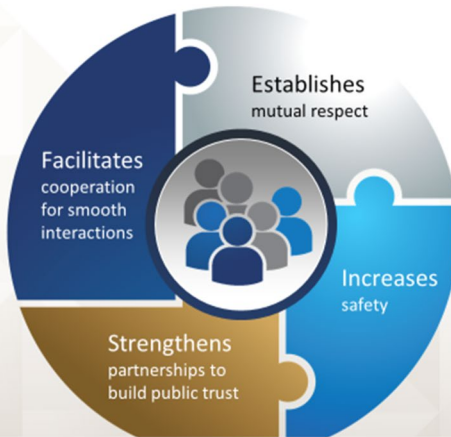 Establishes
mutual respect
Facilitates
cooperation
for smooth
interactions
Increases
safety
Strengthens
partnerships to
build public trust